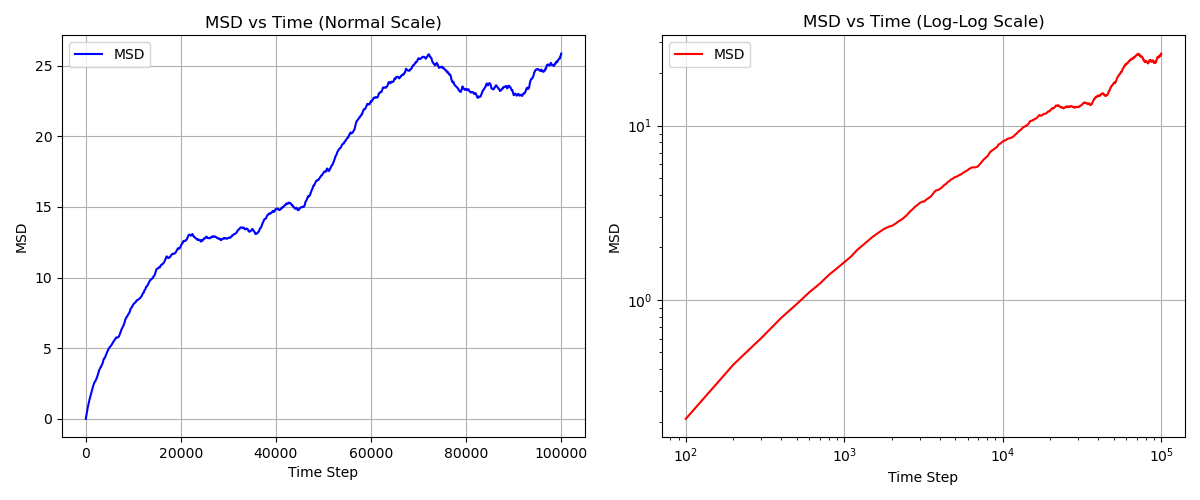 MSD vs Time (Normal Scale)
MSD
25
20
15
10
5
0
MSD
0 20000 40000 60000 80000 100000
Time Step
MSD vs Time (Log-Log Scale)
MSD
10¹
10⁰
MSD
10² 10³ 10⁴ 10⁵
Time Step